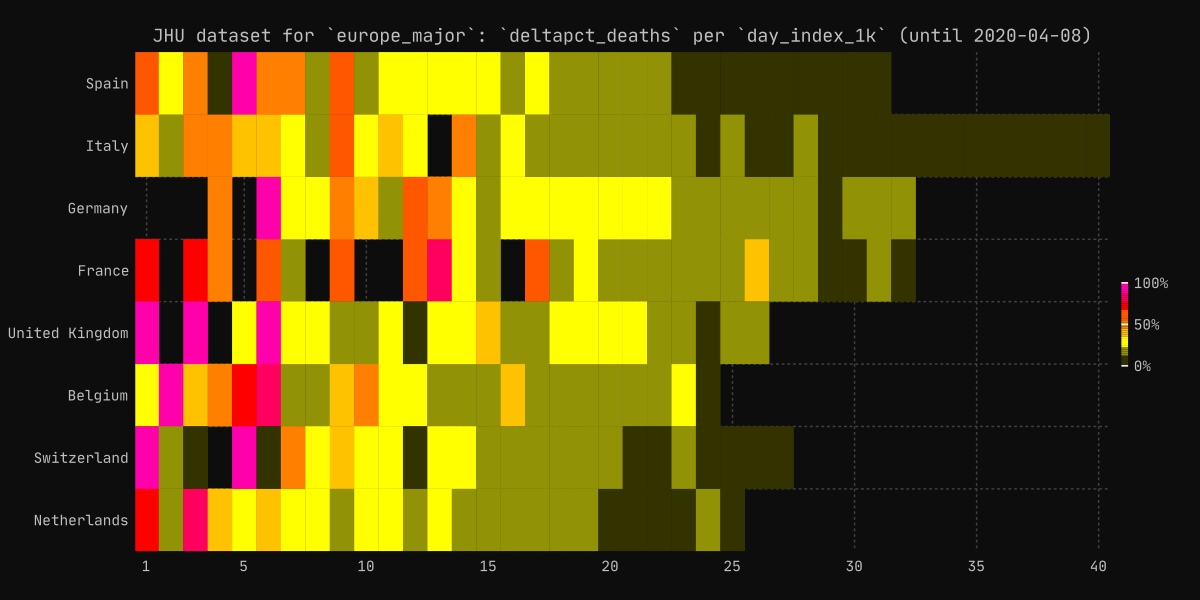 JHU dataset for `europe_major`: `deltapct_deaths` per `day_index_1k` (until 2020-04-08)
Spain
Italy
Germany
France
United Kingdom
Belgium
Switzerland
Netherlands
100%
50%
0%
1 5 10 15 20 25 30 35 40